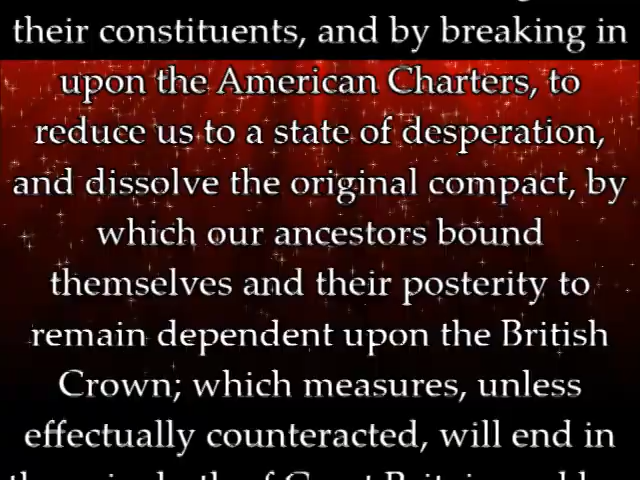 their constituents, and by breaking in
upon the American Charters, to
reduce us to a state of desperation,
and dissolve the original compact, by
which our ancestors bound
themselves and their posterity to
remain dependent upon the British
Crown; which measures, unless
effectually counteracted, will end in